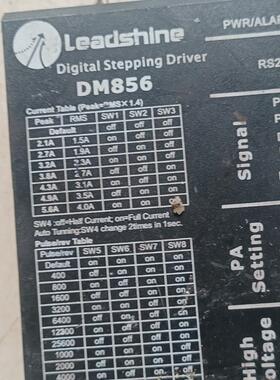 Leadshine
PWR/ALA
Digital Stepping Driver
RS2
DM856
Current Table (Peak=RMS×1.4)
Peak RMS SW1 SW2 SW3
Default off off off
2.1A 1.5A on off off
2.7A 1.9A off on off
3.2A 2.3A on on off
3.8A 2.7A off off on
4.3A 3.1A on off on
4.9A 3.5A off on on
5.6A 4.0A on on on
SW4 :off=Half Current; on=Full Current
Auto Tunning:SW4 change 2times in 1sec.
Pulse/rev Table
Pulse/rev SW5 SW6 SW7 SW8
Default on on on on
400 off on on on
800 on off on on
1600 off off on on
3200 on on off on
6400 off on off on
12800 on off off on
25600 off off off on
1000 on on on off
2000 off on on off
4000 on off on off
Signal
PA
Setting
High
Voltage